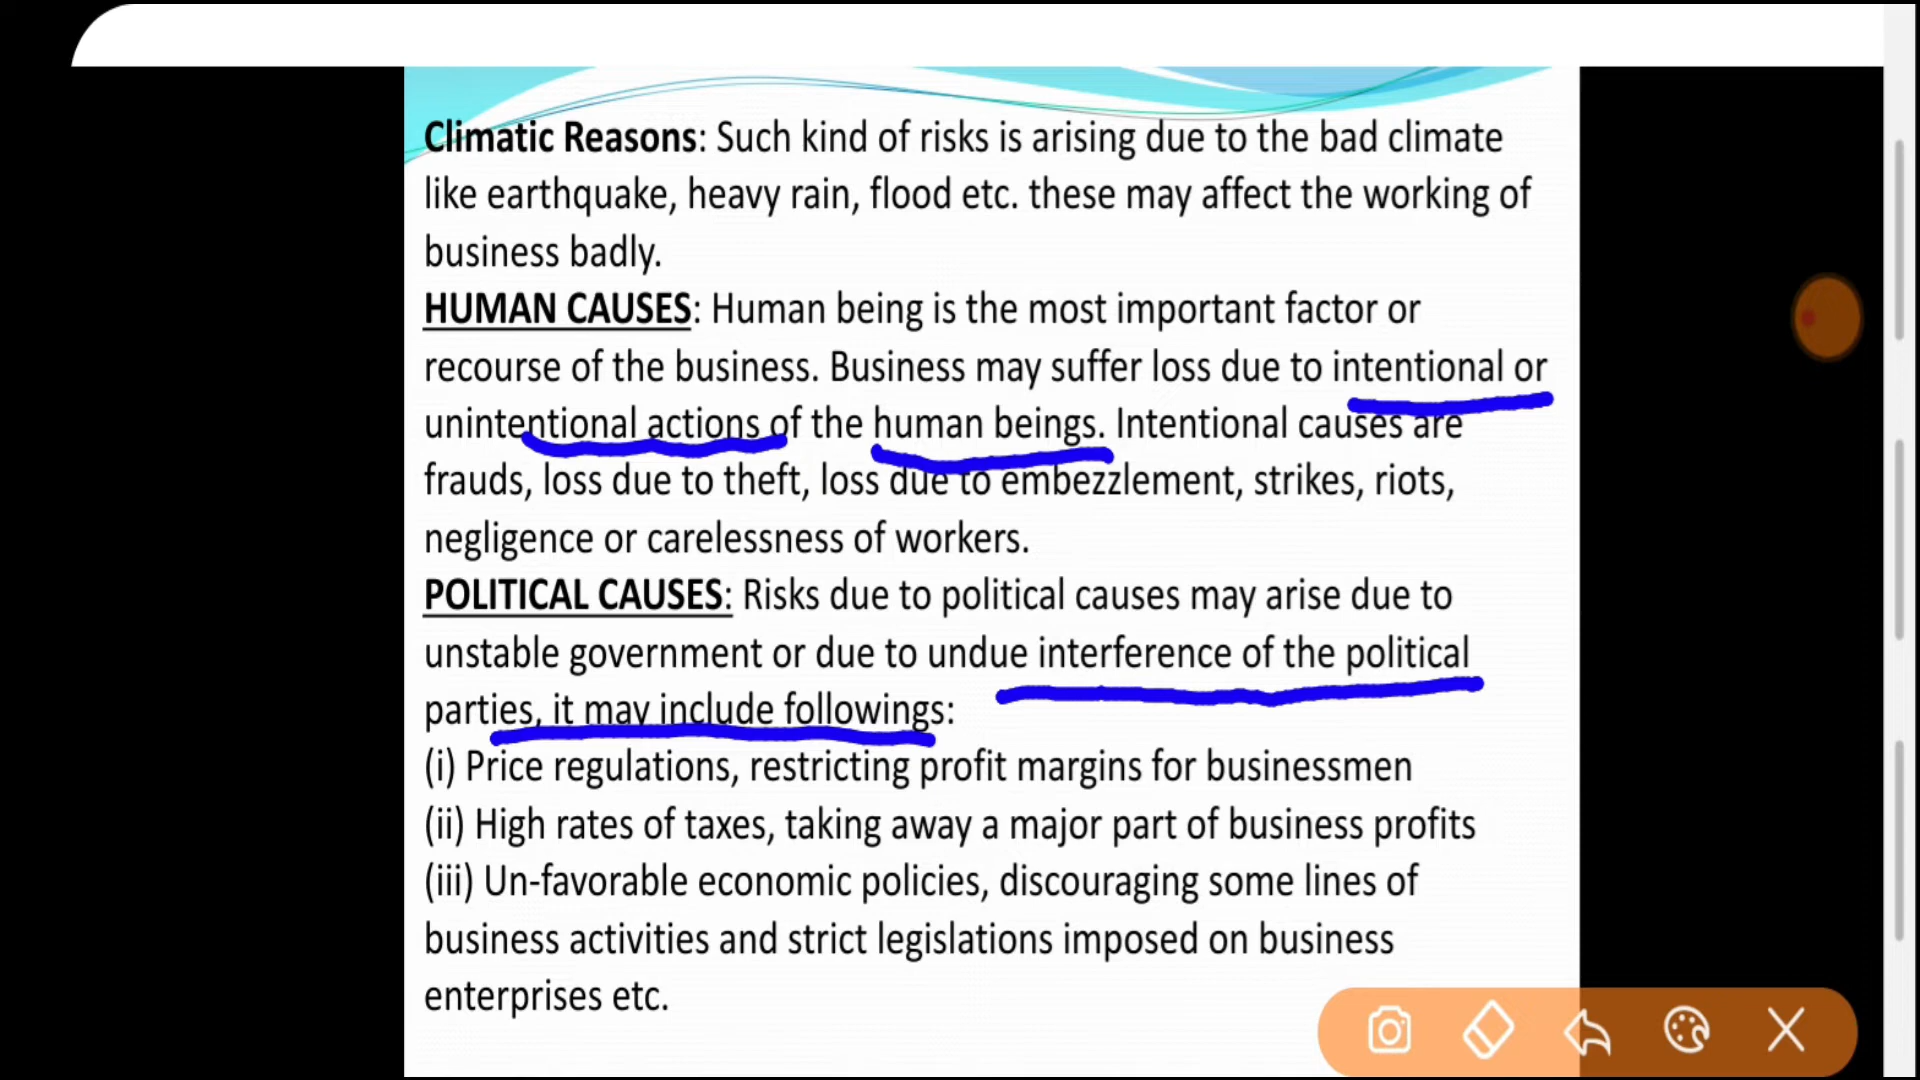 Climatic Reasons: Such kind of risks is arising due to the bad climate
like earthquake, heavy rain, flood etc. these may affect the working of
business badly.
HUMAN CAUSES: Human being is the most important factor or
recourse of the business. Business may suffer loss due to intentional or
unintentional actions of the human beings. Intentional causes are
frauds, loss due to theft, loss due to embezzlement, strikes, riots,
negligence or carelessness of workers.
POLITICAL CAUSES: Risks due to political causes may arise due to
unstable government or due to undue interference of the political
parties, it may include followings:
(i) Price regulations, restricting profit margins for businessmen
(ii) High rates of taxes, taking away a major part of business profits
(iii) Un-favorable economic policies, discouraging some lines of
business activities and strict legislations imposed on business
enterprises etc.